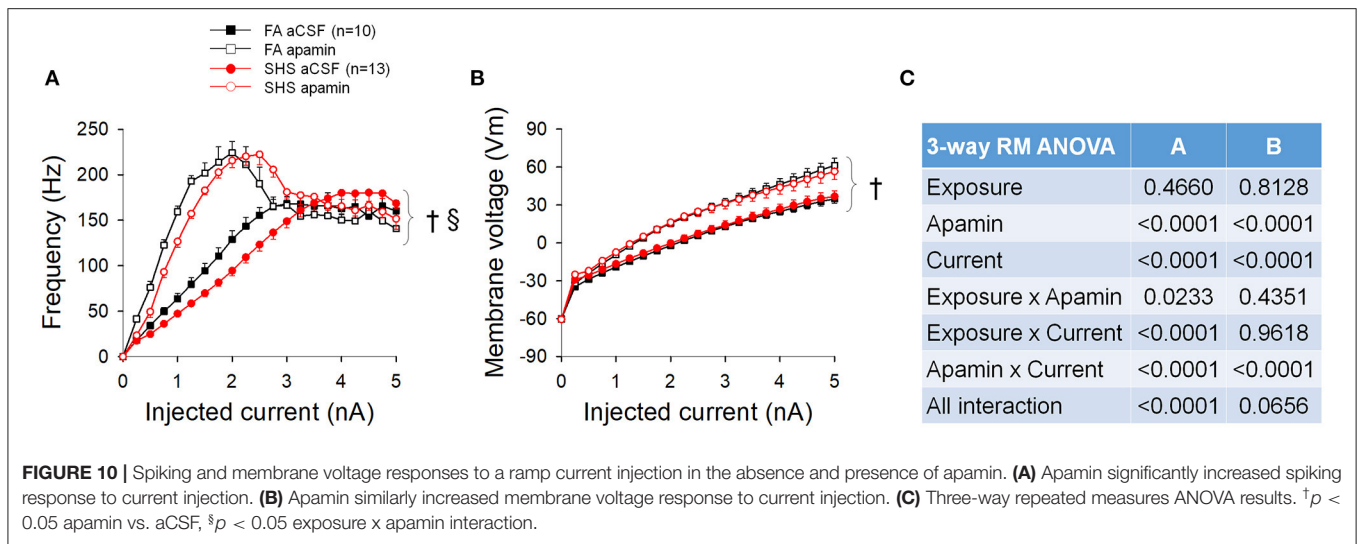 FA aCSF (n=10)
FA apamin
SHS aCSF (n=13)
SHS apamin
A
Frequency (Hz)
250
200
150
100
50
0
0 1 2 3 4 5
Injected current (nA)
† §
B
Membrane voltage (Vm)
90
60
30
0
-30
-60
-90
0 1 2 3 4 5
Injected current (nA)
†
C
3-way RM ANOVA A B
Exposure 0.4660 0.8128
Apamin <0.0001 <0.0001
Current <0.0001 <0.0001
Exposure x Apamin 0.0233 0.4351
Exposure x Current <0.0001 0.9618
Apamin x Current <0.0001 <0.0001
All interaction <0.0001 0.0656
FIGURE 10 | Spiking and membrane voltage responses to a ramp current injection in the absence and presence of apamin. (A) Apamin significantly increased spiking
response to current injection. (B) Apamin similarly increased membrane voltage response to current injection. (C) Three-way repeated measures ANOVA results. †p <
0.05 apamin vs. aCSF, §p < 0.05 exposure x apamin interaction.